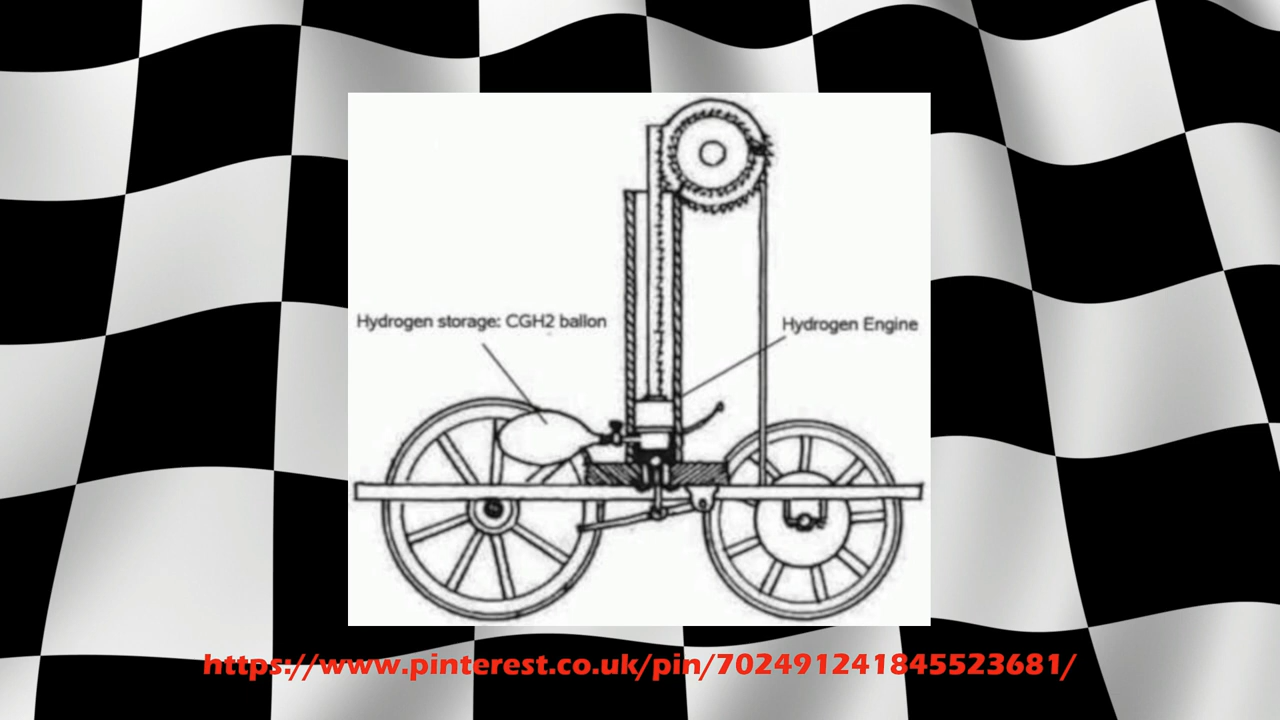 Hydrogen storage: CGH2 ballon
Hydrogen Engine
https://www.pinterest.co.uk/pin/702491241845523681/